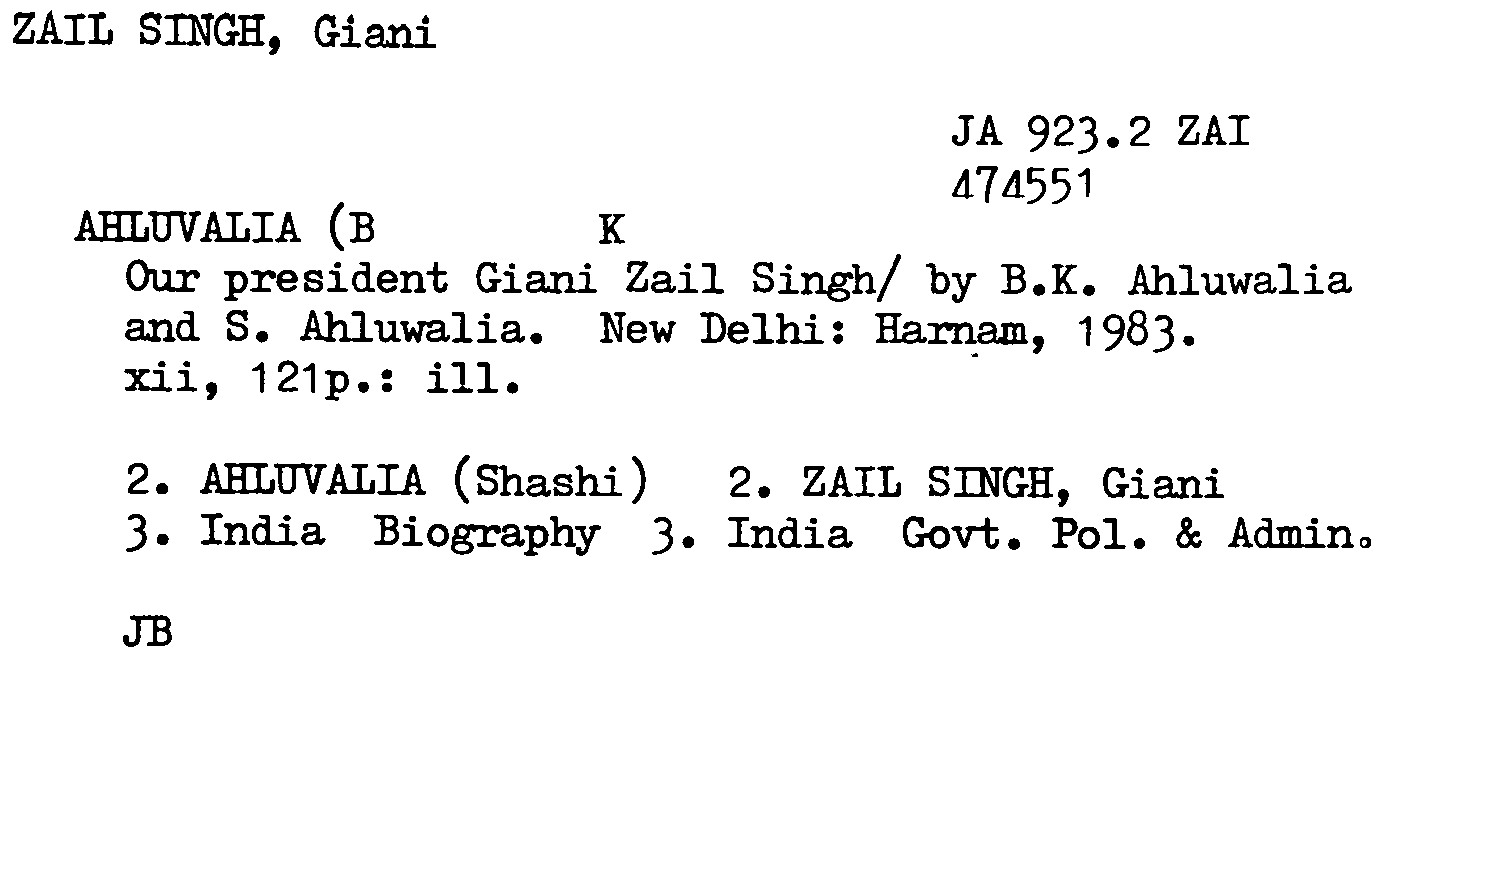 ZAIL SINGH, Giani
JA 923.2 ZAI
474551
AHLUVALIA (B K
Our president Giani Zail Singh/ by B.K. Ahluwalia
and S. Ahluwalia. New Delhi: Harnam, 1983.
xii, 121p.: ill.
2. AHLUVALIA (Shashi) 2. ZAIL SINGH, Giani
3. India Biography 3. India Govt. Pol. & Admin.
JB